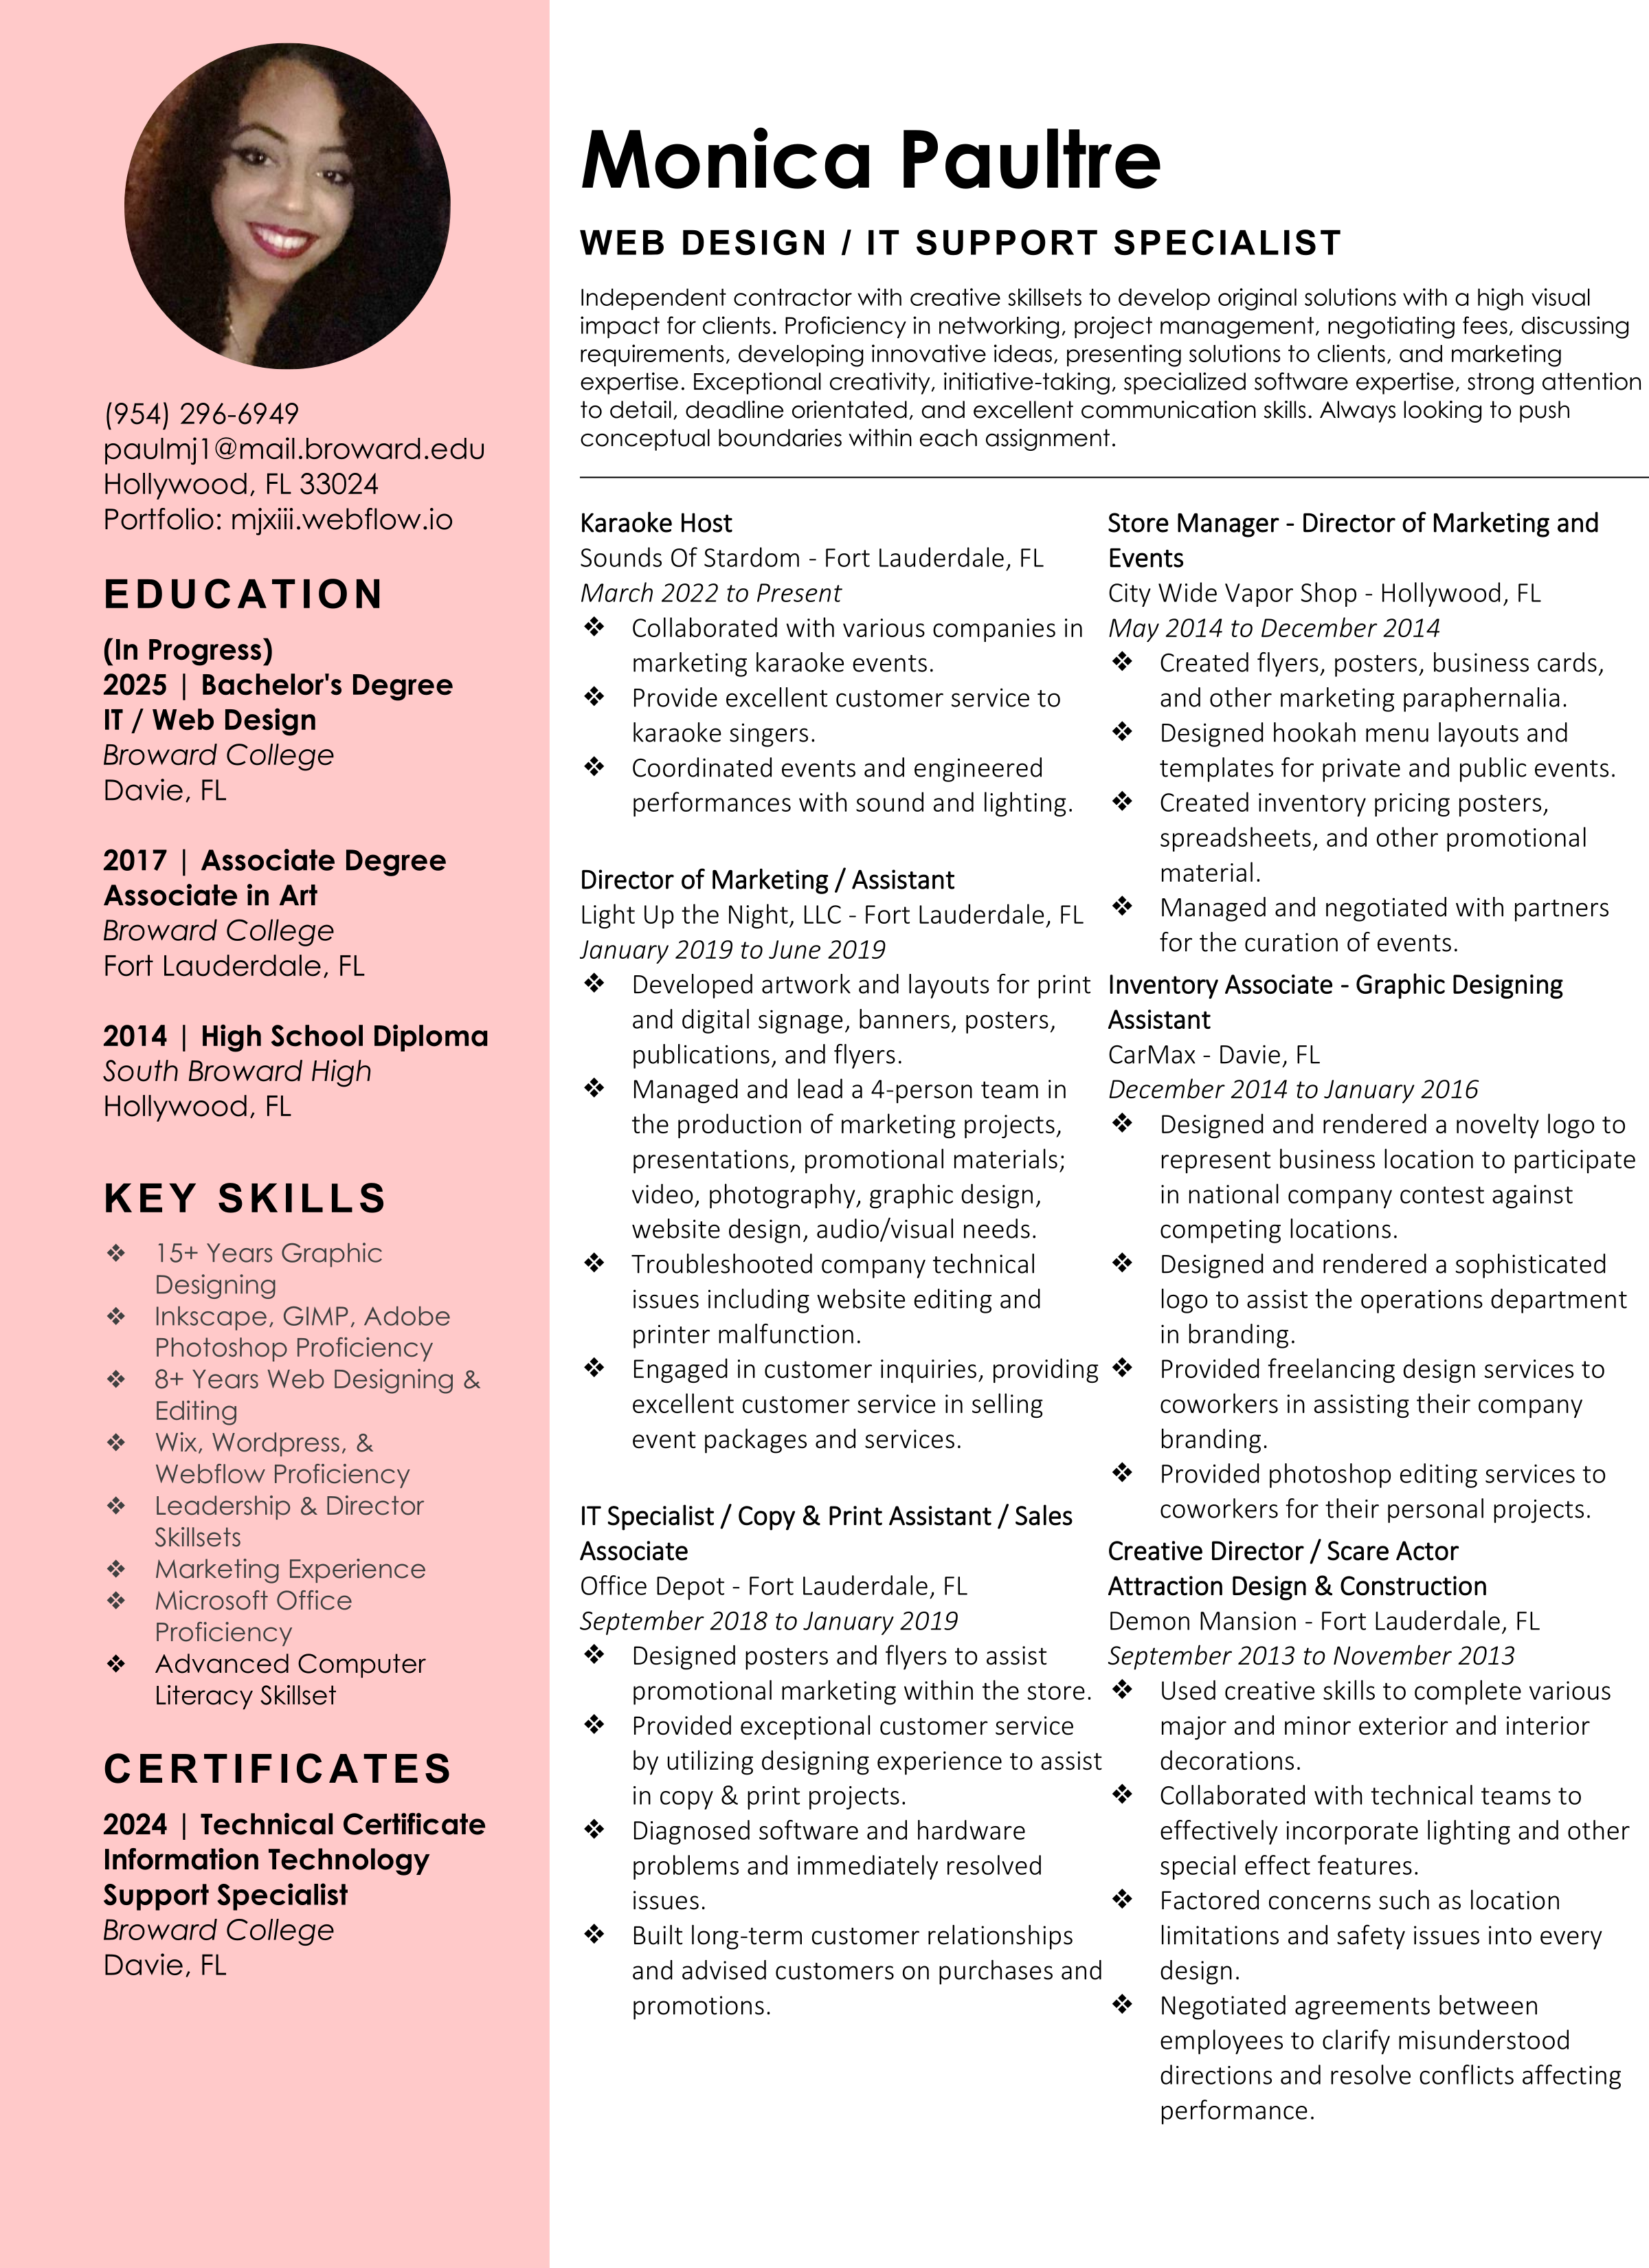 (954) 296-6949
paulmj1@mail.broward.edu
Hollywood, FL 33024
Portfolio: mjxiii.webflow.io
EDUCATION
(In Progress)
2025 | Bachelor's Degree
IT / Web Design
Broward College
Davie, FL
2017 | Associate Degree
Associate in Art
Broward College
Fort Lauderdale, FL
2014 | High School Diploma
South Broward High
Hollywood, FL
KEY SKILLS
❖ 15+ Years Graphic
Designing
❖ Inkscape, GIMP, Adobe
Photoshop Proficiency
❖ 8+ Years Web Designing &
Editing
❖ Wix, Wordpress, &
Webflow Proficiency
❖ Leadership & Director
Skillsets
❖ Marketing Experience
❖ Microsoft Office
Proficiency
❖ Advanced Computer
Literacy Skillset
CERTIFICATES
2024 | Technical Certificate
Information Technology
Support Specialist
Broward College
Davie, FL
Monica Paultre
WEB DESIGN / IT SUPPORT SPECIALIST
Independent contractor with creative skillsets to develop original solutions with a high visual
impact for clients. Proficiency in networking, project management, negotiating fees, discussing
requirements, developing innovative ideas, presenting solutions to clients, and marketing
expertise. Exceptional creativity, initiative-taking, specialized software expertise, strong attention
to detail, deadline orientated, and excellent communication skills. Always looking to push
conceptual boundaries within each assignment.
Karaoke Host
Sounds Of Stardom - Fort Lauderdale, FL
March 2022 to Present
❖ Collaborated with various companies in
marketing karaoke events.
❖ Provide excellent customer service to
karaoke singers.
❖ Coordinated events and engineered
performances with sound and lighting.
Director of Marketing / Assistant
Light Up the Night, LLC - Fort Lauderdale, FL
January 2019 to June 2019
❖ Developed artwork and layouts for print
and digital signage, banners, posters,
publications, and flyers.
❖ Managed and lead a 4-person team in
the production of marketing projects,
presentations, promotional materials;
video, photography, graphic design,
website design, audio/visual needs.
❖ Troubleshooted company technical
issues including website editing and
printer malfunction.
❖ Engaged in customer inquiries, providing
excellent customer service in selling
event packages and services.
IT Specialist / Copy & Print Assistant / Sales
Associate
Office Depot - Fort Lauderdale, FL
September 2018 to January 2019
❖ Designed posters and flyers to assist
promotional marketing within the store.
❖ Provided exceptional customer service
by utilizing designing experience to assist
in copy & print projects.
❖ Diagnosed software and hardware
problems and immediately resolved
issues.
❖ Built long-term customer relationships
and advised customers on purchases and
promotions.
Store Manager - Director of Marketing and
Events
City Wide Vapor Shop - Hollywood, FL
May 2014 to December 2014
❖ Created flyers, posters, business cards,
and other marketing paraphernalia.
❖ Designed hookah menu layouts and
templates for private and public events.
❖ Created inventory pricing posters,
spreadsheets, and other promotional
material.
❖ Managed and negotiated with partners
for the curation of events.
Inventory Associate - Graphic Designing
Assistant
CarMax - Davie, FL
December 2014 to January 2016
❖ Designed and rendered a novelty logo to
represent business location to participate
in national company contest against
competing locations.
❖ Designed and rendered a sophisticated
logo to assist the operations department
in branding.
❖ Provided freelancing design services to
coworkers in assisting their company
branding.
❖ Provided photoshop editing services to
coworkers for their personal projects.
Creative Director / Scare Actor
Attraction Design & Construction
Demon Mansion - Fort Lauderdale, FL
September 2013 to November 2013
❖ Used creative skills to complete various
major and minor exterior and interior
decorations.
❖ Collaborated with technical teams to
effectively incorporate lighting and other
special effect features.
❖ Factored concerns such as location
limitations and safety issues into every
design.
❖ Negotiated agreements between
employees to clarify misunderstood
directions and resolve conflicts affecting
performance.